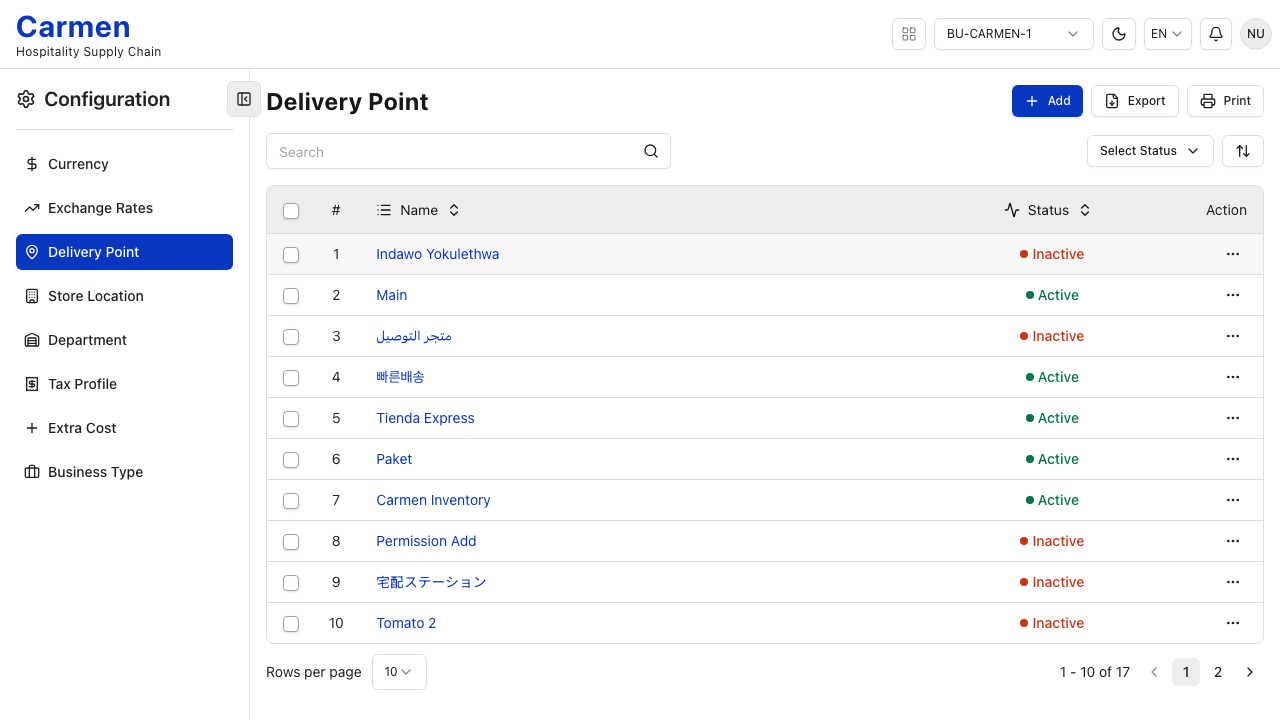 Carmen
Hospitality Supply Chain
BU-CARMEN-1
EN
NU
Configuration
Currency
Exchange Rates
Delivery Point
Store Location
Department
Tax Profile
Extra Cost
Business Type
Delivery Point
Add
Export
Print
Search
Select Status
# Name Status Action
1 Indawo Yokulethwa Inactive
2 Main Active
3 متجر التوصيل Inactive
4 빠른배송 Active
5 Tienda Express Active
6 Paket Active
7 Carmen Inventory Active
8 Permission Add Inactive
9 宅配ステーション Inactive
10 Tomato 2 Inactive
Rows per page 10
1 - 10 of 17 1 2